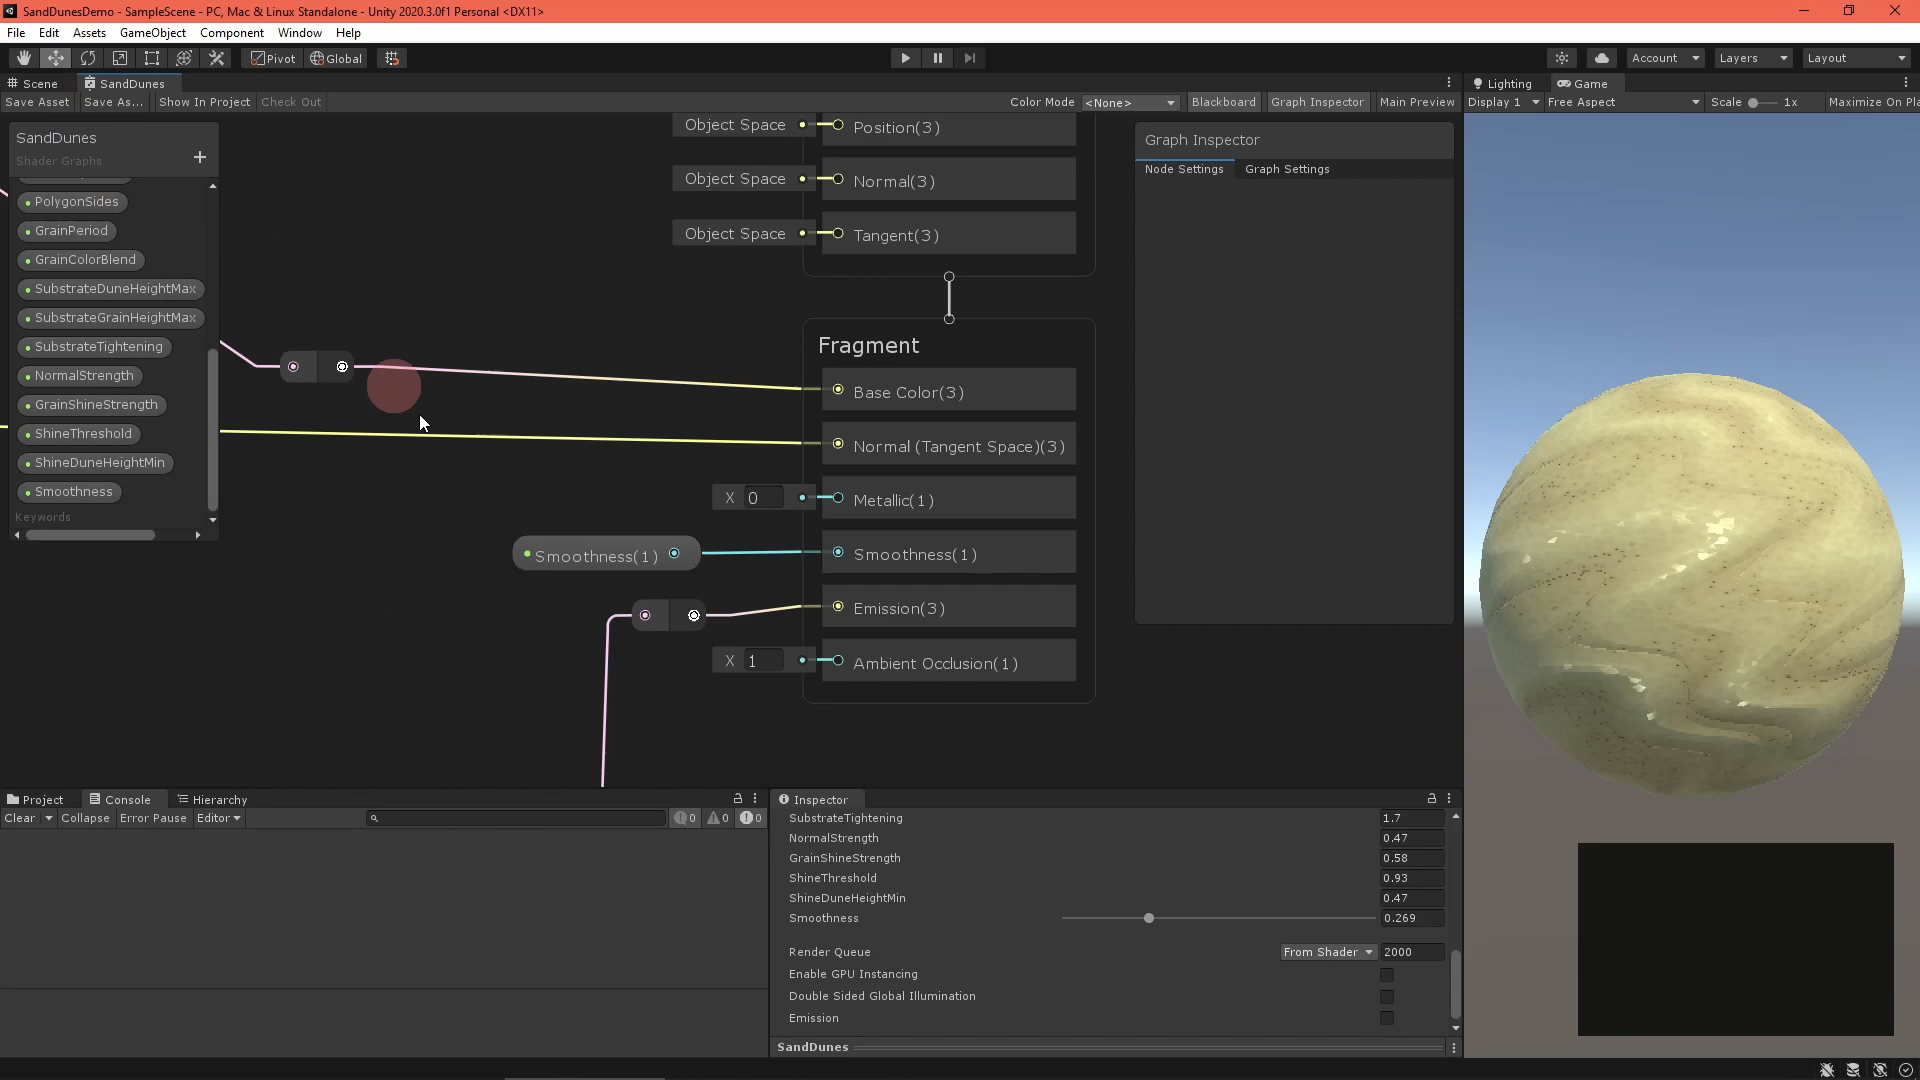 SandDunesDemo - SampleScene - PC, Mac & Linux Standalone - Unity 2020.3.0f1 Personal <DX11>
File Edit Assets GameObject Component Window Help
Pivot Global Account Layers Layout
Scene SandDunes Lighting Game
Save Asset Save As... Show In Project Check Out Color Mode <None> Blackboard Graph Inspector Main Preview Display 1 Free Aspect Scale 1x Maximize On Pla
SandDunes
Shader Graphs
PolygonSides
GrainPeriod
GrainColorBlend
SubstrateDuneHeightMax
SubstrateGrainHeightMax
SubstrateTightening
NormalStrength
GrainShineStrength
ShineThreshold
ShineDuneHeightMin
Smoothness
Keywords
Object Space Position(3)
Object Space Normal(3)
Object Space Tangent(3)
Fragment
Base Color(3)
Normal (Tangent Space)(3)
X 0 Metallic(1)
Smoothness(1) Smoothness(1)
Emission(3)
X 1 Ambient Occlusion(1)
Graph Inspector
Node Settings Graph Settings
Project Console Hierarchy
Clear Collapse Error Pause Editor 0 0 0
Inspector
SubstrateTightening 1.7
NormalStrength 0.47
GrainShineStrength 0.58
ShineThreshold 0.93
ShineDuneHeightMin 0.47
Smoothness 0.269
Render Queue From Shader 2000
Enable GPU Instancing
Double Sided Global Illumination
Emission
SandDunes